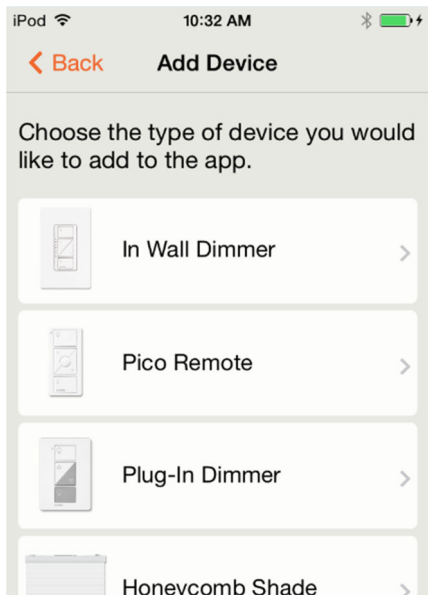 iPod 10:32 AM
Back Add Device
Choose the type of device you would
like to add to the app.
In Wall Dimmer
Pico Remote
Plug-In Dimmer
Honeycomb Shade